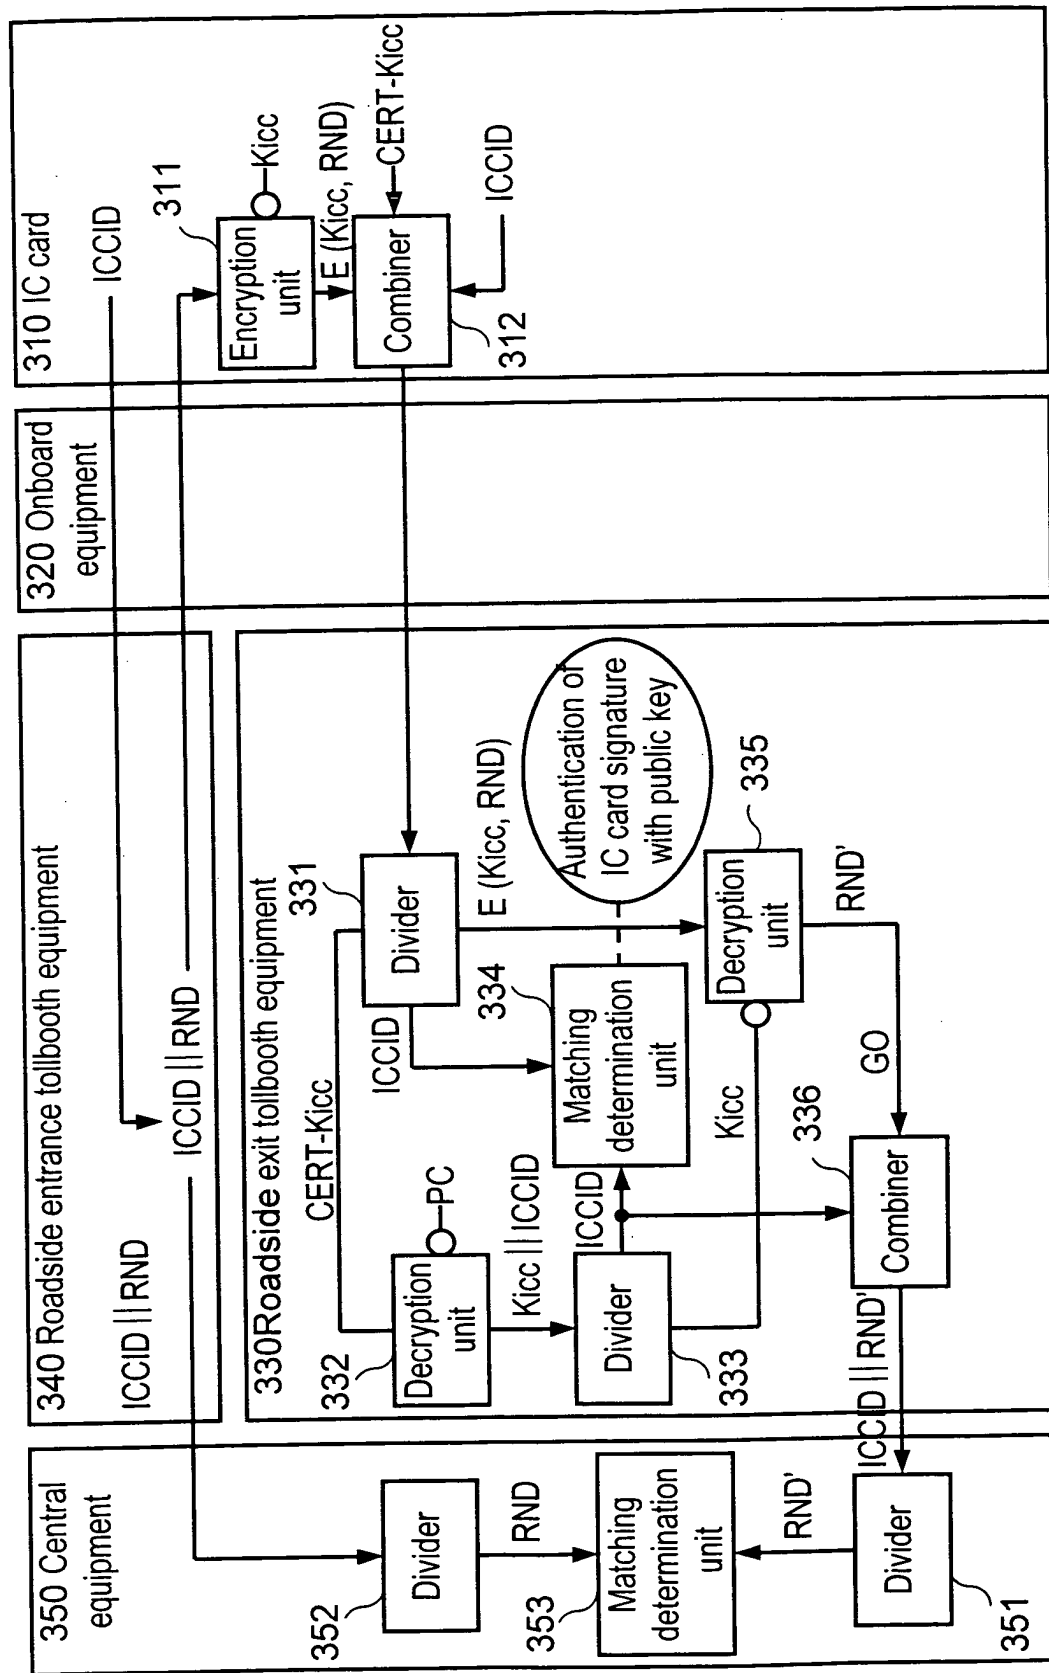 350 Central
equipment
352
Divider
RND
353
Matching
determination
unit
RND'
Divider
351
340 Roadside entrance tollbooth equipment
ICCID||RND
ICCID||RND
330Roadside exit tollbooth equipment
CERT-Kicc
331
Divider
ICCID
E (Kicc, RND)
332
Decryption
unit
PC
Kicc||ICCID
Divider
333
ICCID
334
Matching
determination
unit
Authentication of
IC card signature
with public key
335
Decryption
unit
Kicc
RND'
GO
336
Combiner
ICCID||RND'
320 Onboard
equipment
310 IC card
ICCID
311
Encryption
unit
Kicc
E (Kicc, RND)
CERT-Kicc
Combiner
312
ICCID